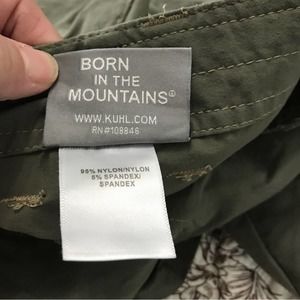 BORN
IN THE
MOUNTAINS®
WWW.KUHL.COM
RN#108846
95% NYLON/NYLON
5% SPANDEX/
SPANDEX